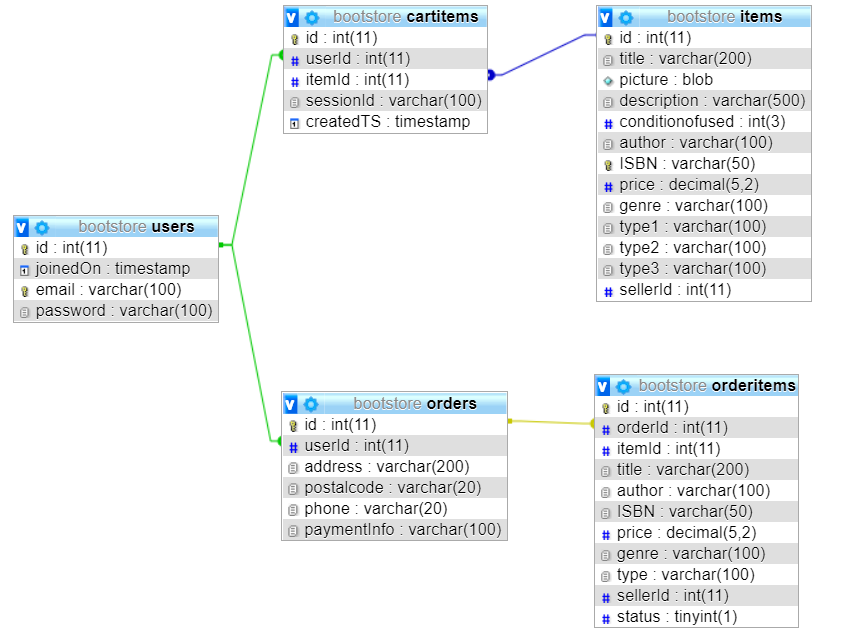 bootstore cartitems
id : int(11)
userId : int(11)
itemId : int(11)
sessionId : varchar(100)
createdTS : timestamp
bootstore items
id : int(11)
title : varchar(200)
picture : blob
description : varchar(500)
conditionofused : int(3)
author : varchar(100)
ISBN : varchar(50)
price : decimal(5,2)
genre : varchar(100)
type1 : varchar(100)
type2 : varchar(100)
type3 : varchar(100)
sellerId : int(11)
bootstore users
id : int(11)
joinedOn : timestamp
email : varchar(100)
password : varchar(100)
bootstore orders
id : int(11)
userId : int(11)
address : varchar(200)
postalcode : varchar(20)
phone : varchar(20)
paymentInfo : varchar(100)
bootstore orderitems
id : int(11)
orderId : int(11)
itemId : int(11)
title : varchar(200)
author : varchar(100)
ISBN : varchar(50)
price : decimal(5,2)
genre : varchar(100)
type : varchar(100)
sellerId : int(11)
status : tinyint(1)